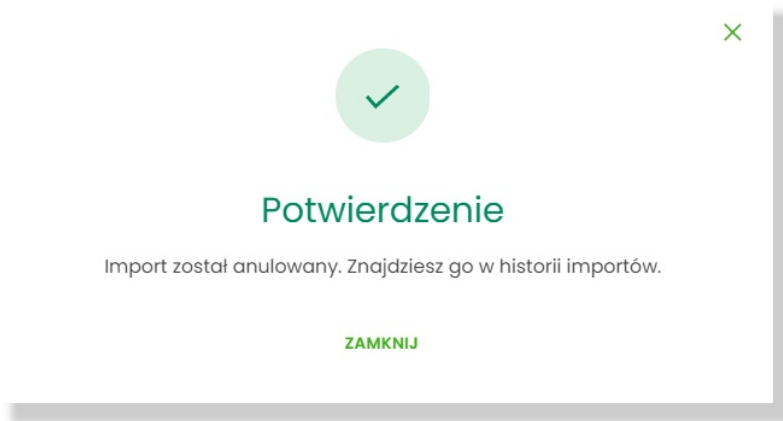 Potwierdzenie
Import został anulowany. Znajdziesz go w historii importów.
ZAMKNIJ